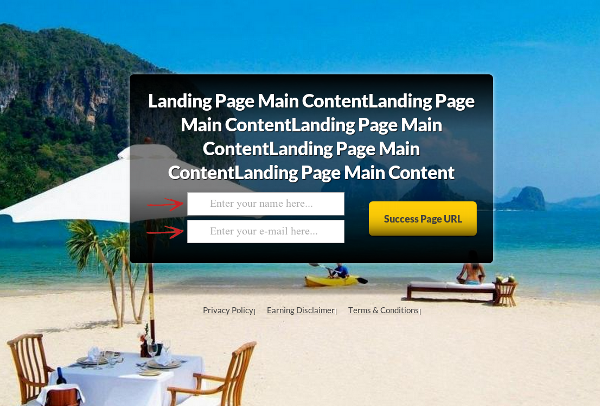 Landing Page Main ContentLanding Page
Main ContentLanding Page Main
ContentLanding Page Main
ContentLanding Page Main Content
Enter your name here...
Enter your e-mail here...
Success Page URL
Privacy Policy| Earning Disclaimer | Terms & Conditions |